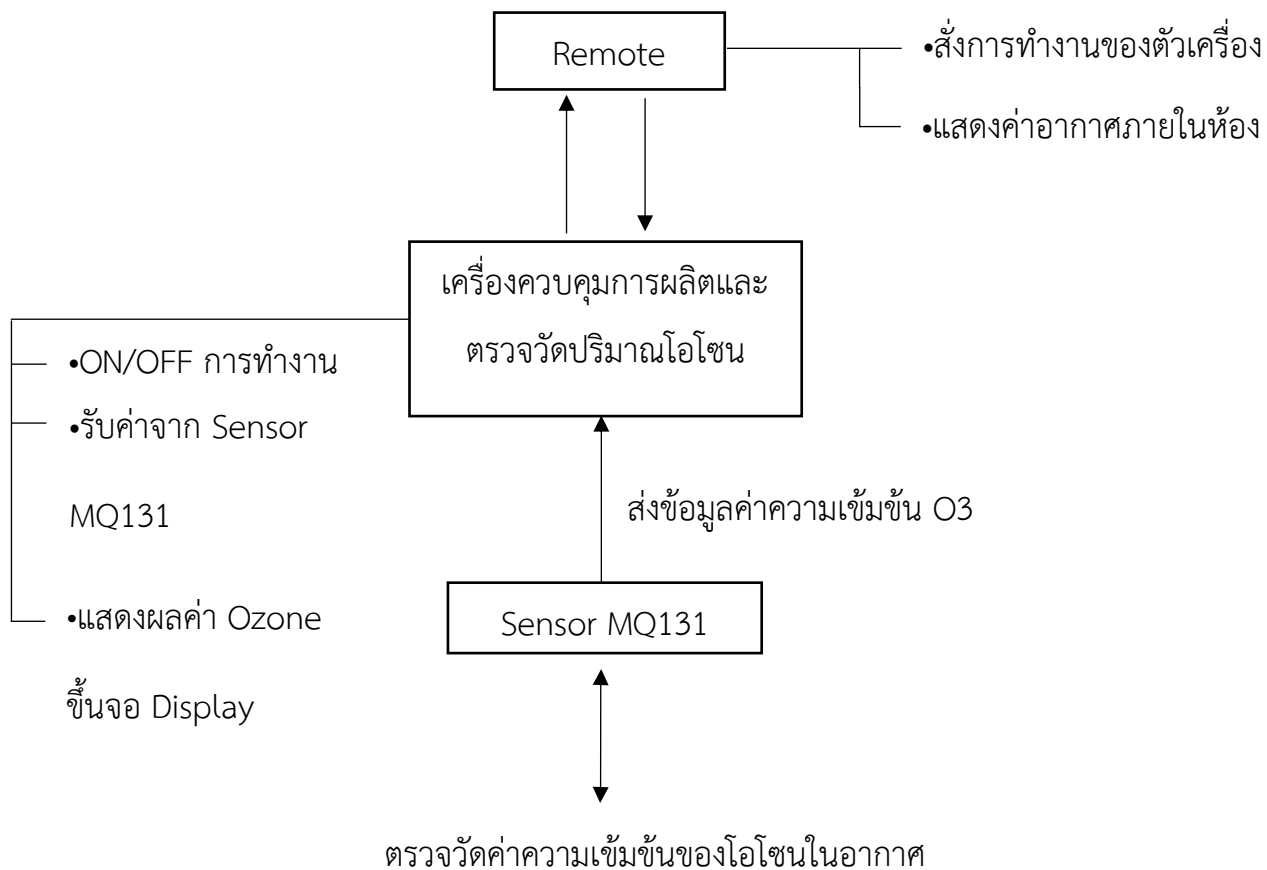 Remote
•สั่งการทำงานของตัวเครื่อง
•แสดงค่าอากาศภายในห้อง
เครื่องควบคุมการผลิตและ
ตรวจวัดปริมาณโอโซน
•ON/OFF การทำงาน
•รับค่าจาก Sensor
MQ131
•แสดงผลค่า Ozone
ขึ้นจอ Display
ส่งข้อมูลค่าความเข้มข้น O3
Sensor MQ131
ตรวจวัดค่าความเข้มข้นของโอโซนในอากาศ